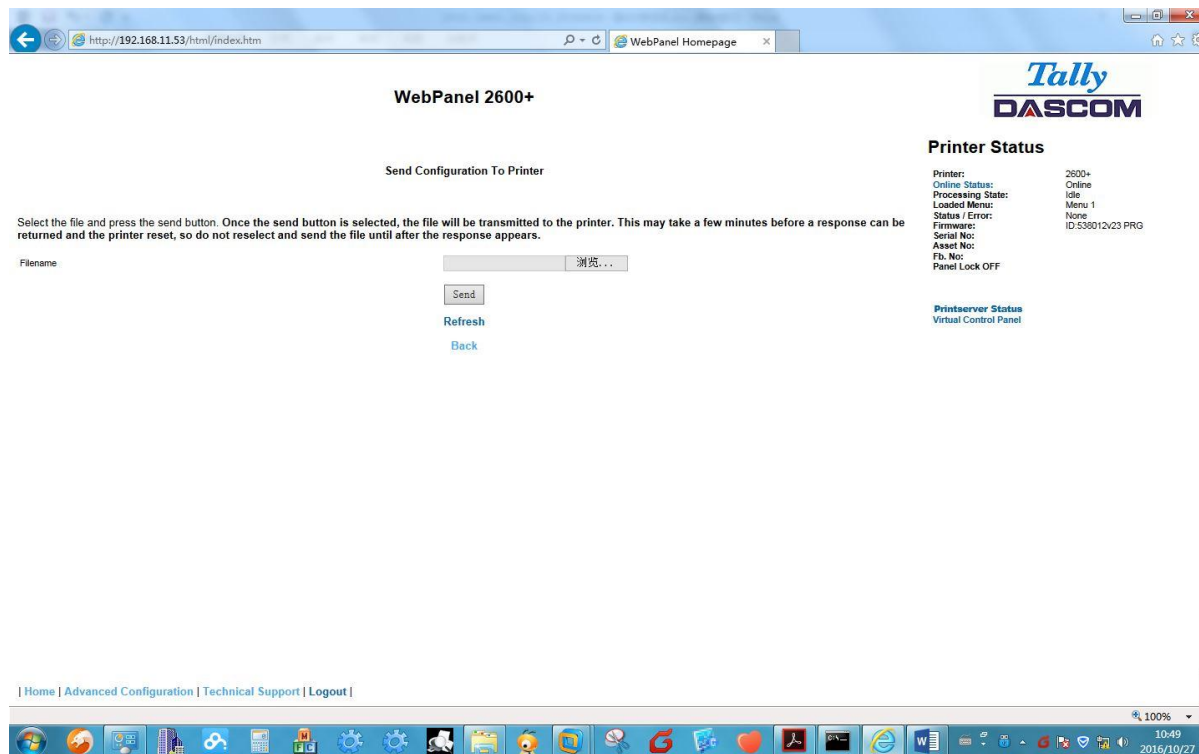 http://192.168.11.53/html/index.htm
WebPanel Homepage
WebPanel 2600+
Tally
DASCOM
Send Configuration To Printer
Select the file and press the send button. Once the send button is selected, the file will be transmitted to the printer. This may take a few minutes before a response can be
returned and the printer reset, so do not reselect and send the file until after the response appears.
Filename
浏览...
Send
Refresh
Back
Printer Status
Printer: 2600+
Online Status: Online
Processing State: Idle
Loaded Menu: Menu 1
Status / Error: None
Firmware: ID:538012v23 PRG
Serial No:
Asset No:
Fb. No:
Panel Lock OFF
Printserver Status
Virtual Control Panel
| Home | Advanced Configuration | Technical Support | Logout |
100%
10:49
2016/10/2